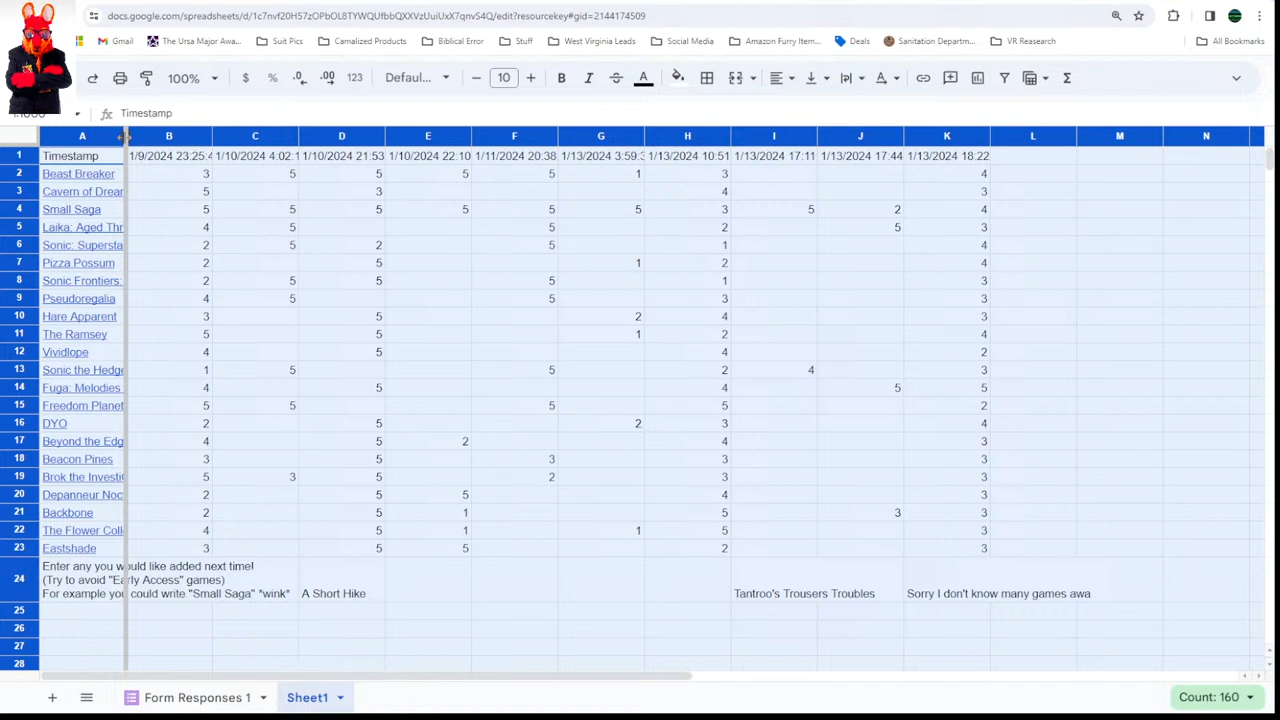 docs.google.com/spreadsheets/d/1c7nvf20H57zOPbOL8TYWQUfbbQXXVzUuiUxX7qnvS4Q/edit?resourcekey#gid=2144174509
Gmail The Ursa Major Awa... Suit Pics Camalized Products Biblical Error Stuff West Virginia Leads Social Media Amazon Furry Item... Deals Sanitation Departm... VR Reasearch All Bookmarks
100% $ % .0 .00 123 Defaul... 10 B I A
Timestamp
A B C D E F G H I J K L M N
1 Timestamp 1/9/2024 23:25:4 1/10/2024 4:02:1 1/10/2024 21:53 1/10/2024 22:10 1/11/2024 20:38 1/13/2024 3:59:3 1/13/2024 10:51 1/13/2024 17:11 1/13/2024 17:44 1/13/2024 18:22
2 Beast Breaker 3 5 5 5 5 1 3 4
3 Cavern of Drear 5 3 4 3
4 Small Saga 5 5 5 5 5 5 3 5 2 4
5 Laika: Aged Thr 4 5 5 2 5 3
6 Sonic: Supersta 2 5 2 5 1 4
7 Pizza Possum 2 5 1 2 4
8 Sonic Frontiers: 2 5 5 5 1 3
9 Pseudoregalia 4 5 5 3 3
10 Hare Apparent 3 5 2 4 3
11 The Ramsey 5 5 1 2 4
12 Vividlope 4 5 4 2
13 Sonic the Hedge 1 5 5 2 4 3
14 Fuga: Melodies 4 5 4 5 5
15 Freedom Planet 5 5 5 5 2
16 DYO 2 5 2 3 4
17 Beyond the Edg 4 5 2 4 3
18 Beacon Pines 3 5 3 3 3
19 Brok the Investi 5 3 5 2 3 3
20 Depanneur Noc 2 5 5 4 3
21 Backbone 2 5 1 5 3 3
22 The Flower Coll 4 5 1 1 5 3
23 Eastshade 3 5 5 2 3
Enter any you would like added next time!
24 (Try to avoid "Early Access" games)
For example you could write "Small Saga" *wink* A Short Hike Tantroo's Trousers Troubles Sorry I don't know many games awa
25
26
27
28
Form Responses 1 Sheet1 Count: 160